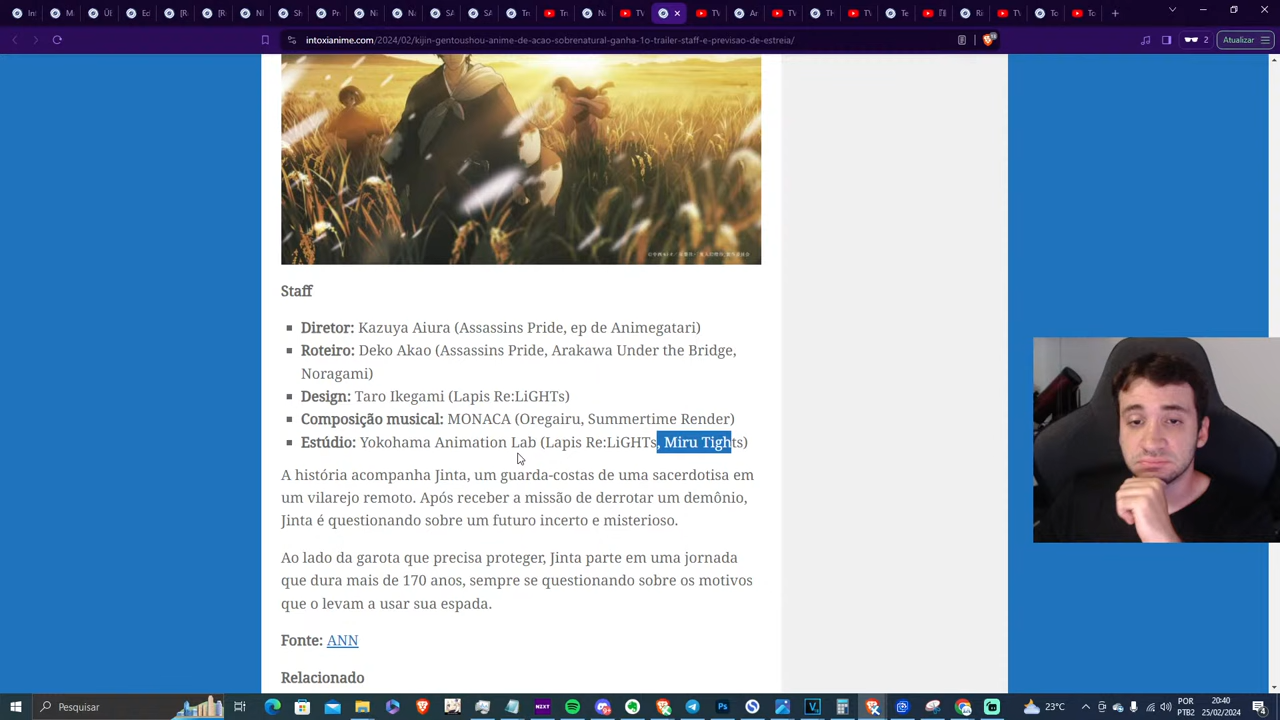 Te
TV
TV
intoxianime.com/2024/02/kijin-gentoushou-anime-de-acao-sobrenatural-ganha-1o-trailer-staff-e-previsao-de-estreia/
2
Atualizar
Staff
Diretor: Kazuya Aiura (Assassins Pride, ep de Animegatari)
Roteiro: Deko Akao (Assassins Pride, Arakawa Under the Bridge,
Noragami)
Design: Taro Ikegami (Lapis Re:LiGHTs)
Composição musical: MONACA (Oregairu, Summertime Render)
Estúdio: Yokohama Animation Lab (Lapis Re:LiGHTs, Miru Tights)
A história acompanha Jinta, um guarda-costas de uma sacerdotisa em
um vilarejo remoto. Após receber a missão de derrotar um demônio,
Jinta é questionando sobre um futuro incerto e misterioso.
Ao lado da garota que precisa proteger, Jinta parte em uma jornada
que dura mais de 170 anos, sempre se questionando sobre os motivos
que o levam a usar sua espada.
Fonte: ANN
Relacionado
Pesquisar
N2XT
23°C
POR
PTB2
20:40
25/02/2024